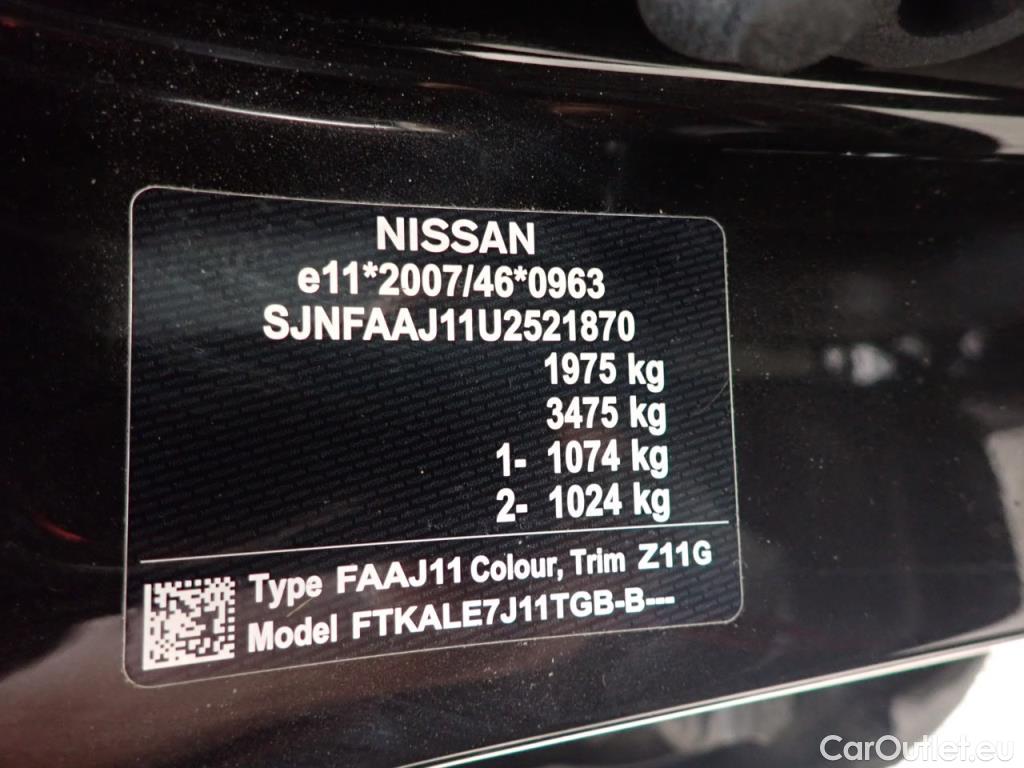 NISSAN
e11*2007/46*0963
SJNFAAJ11U2521870
1975 kg
3475 kg
1- 1074 kg
2- 1024 kg
Type FAAJ11 Colour, Trim Z11G
Model FTKALE7J11TGB-B---
CarOutlet.eu